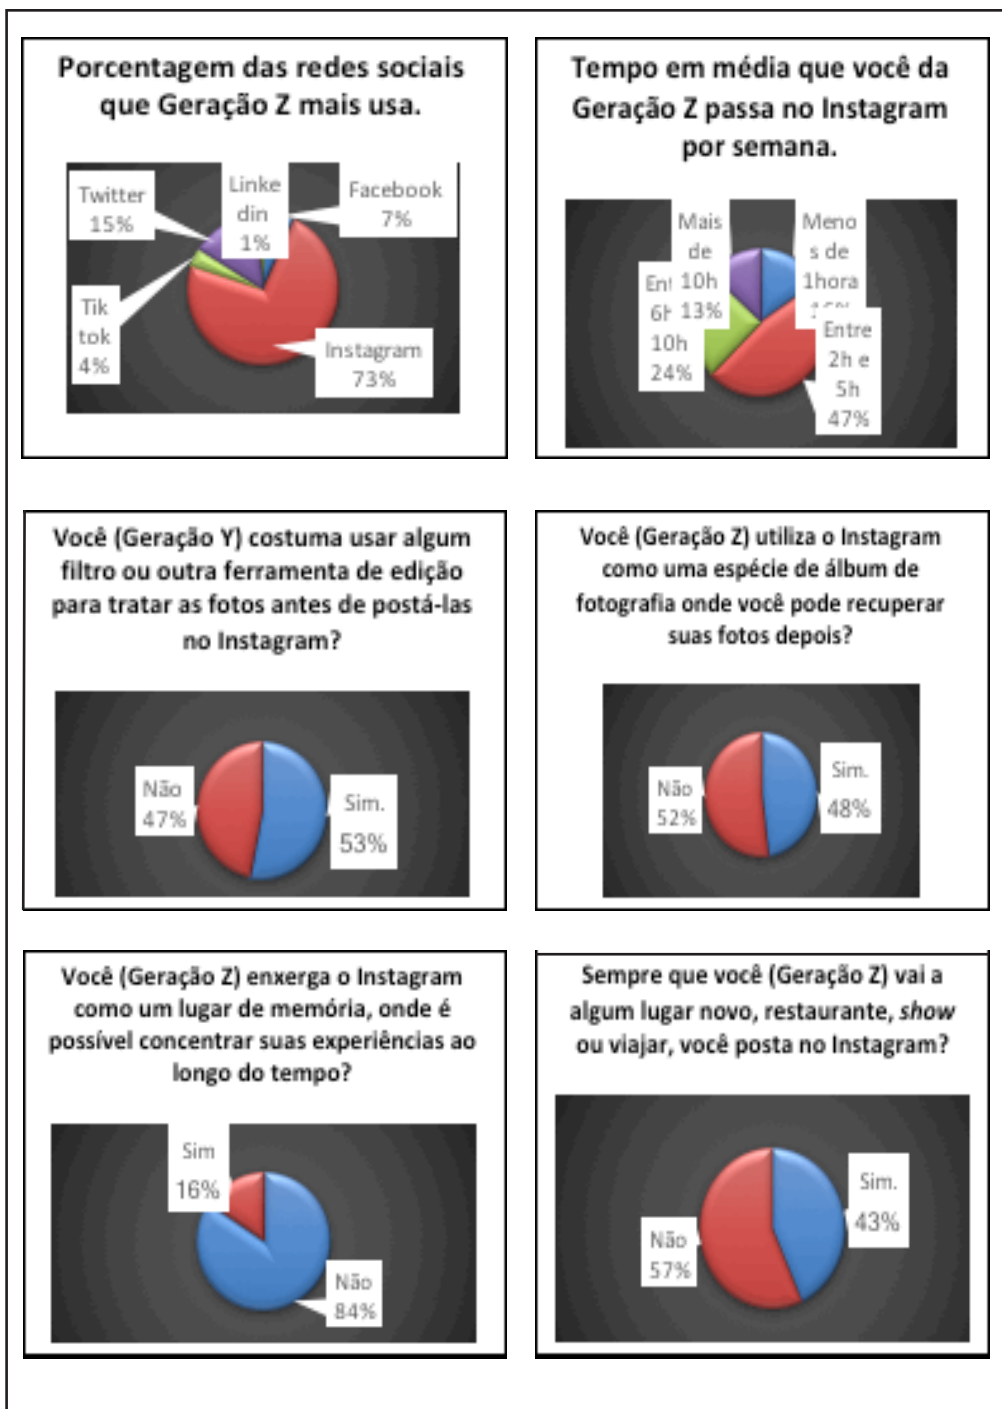 Porcentagem das redes sociais
que Geração Z mais usa.
Twitter
15%
Linke
din
1%
Facebook
7%
Tik
tok
4%
Instagram
73%
Tempo em média que você da
Geração Z passa no Instagram
por semana.
Mais
de
10h
13%
Meno
s de
1hora
10h
24%
Entre
2h e
5h
47%
Você (Geração Y) costuma usar algum
filtro ou outra ferramenta de edição
para tratar as fotos antes de postá-las
no Instagram?
Não
47%
Sim.
53%
Você (Geração Z) utiliza o Instagram
como uma espécie de álbum de
fotografia onde você pode recuperar
suas fotos depois?
Não
52%
Sim.
48%
Você (Geração Z) enxerga o Instagram
como um lugar de memória, onde é
possível concentrar suas experiências ao
longo do tempo?
Sim
16%
Não
84%
Sempre que você (Geração Z) vai a
algum lugar novo, restaurante, show
ou viajar, você posta no Instagram?
Não
57%
Sim.
43%